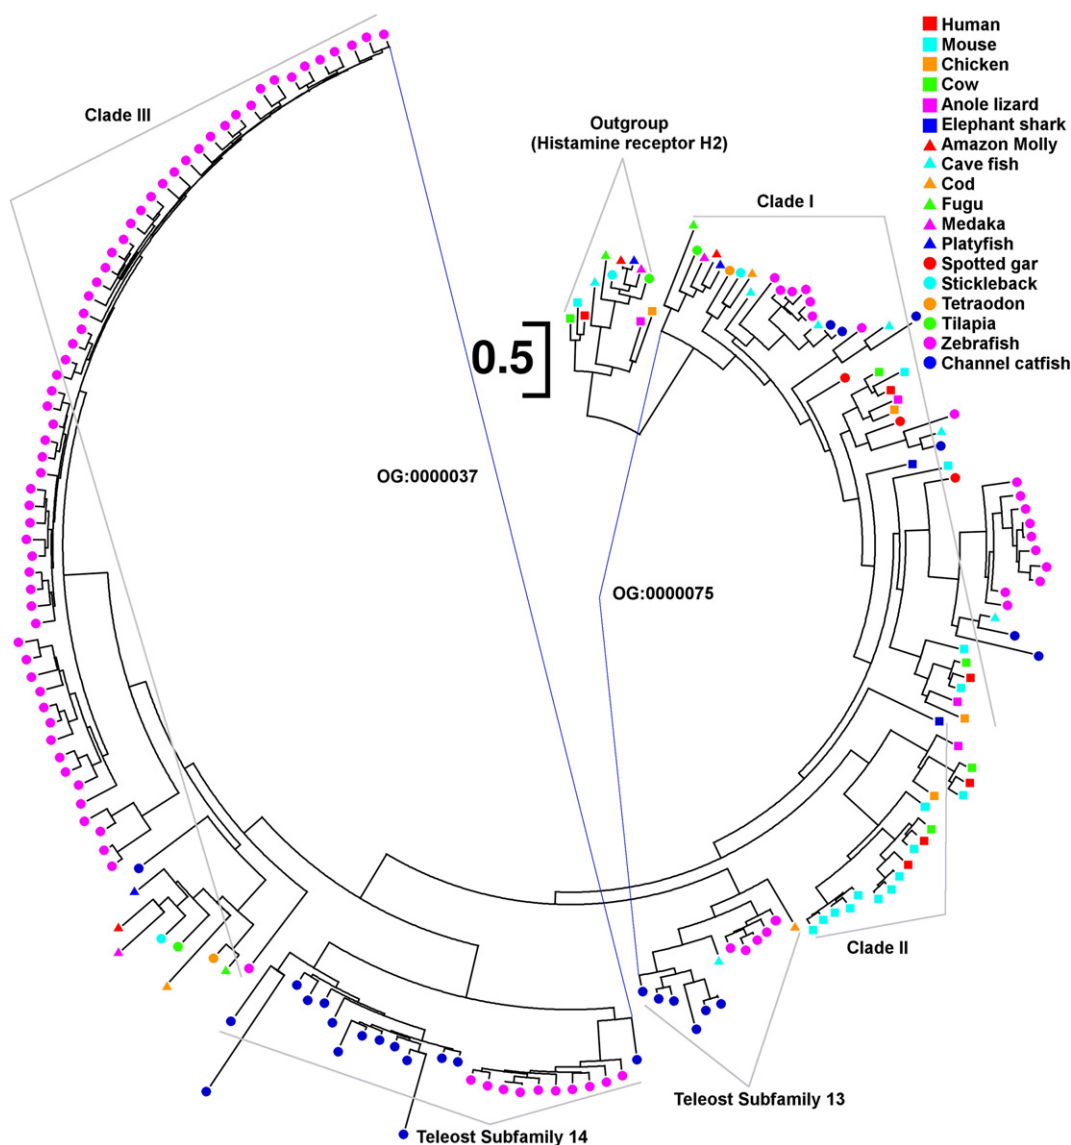 Clade III
Outgroup
(Histamine receptor H2)
Clade I
Human
Mouse
Chicken
Cow
Anole lizard
Elephant shark
Amazon Molly
Cave fish
Cod
Fugu
Medaka
Platyfish
Spotted gar
Stickleback
Tetraodon
Tilapia
Zebrafish
Channel catfish
0.5
OG:0000037
OG:0000075
Clade II
Teleost Subfamily 13
Teleost Subfamily 14